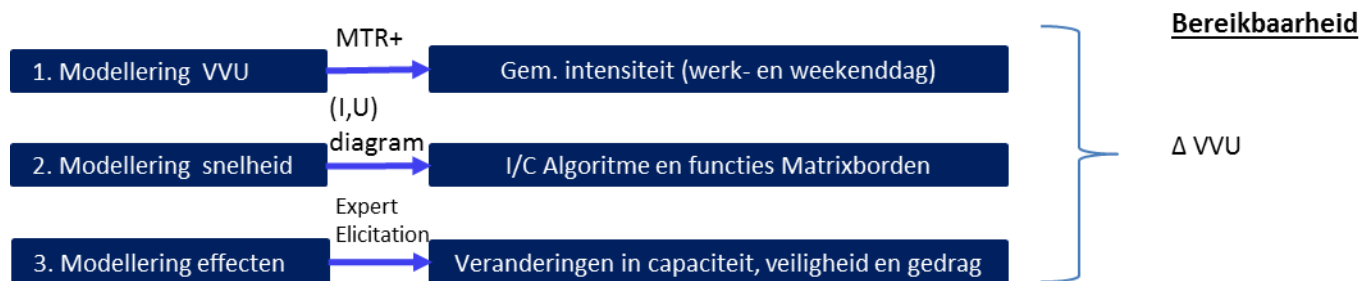 Bereikbaarheid
MTR+
1. Modellering VVU
Gem. intensiteit (werk- en weekenddag)
(I,U)
diagram
2. Modellering snelheid
I/C Algoritme en functies Matrixborden
Δ VVU
Expert
Elicitation
3. Modellering effecten
Veranderingen in capaciteit, veiligheid en gedrag